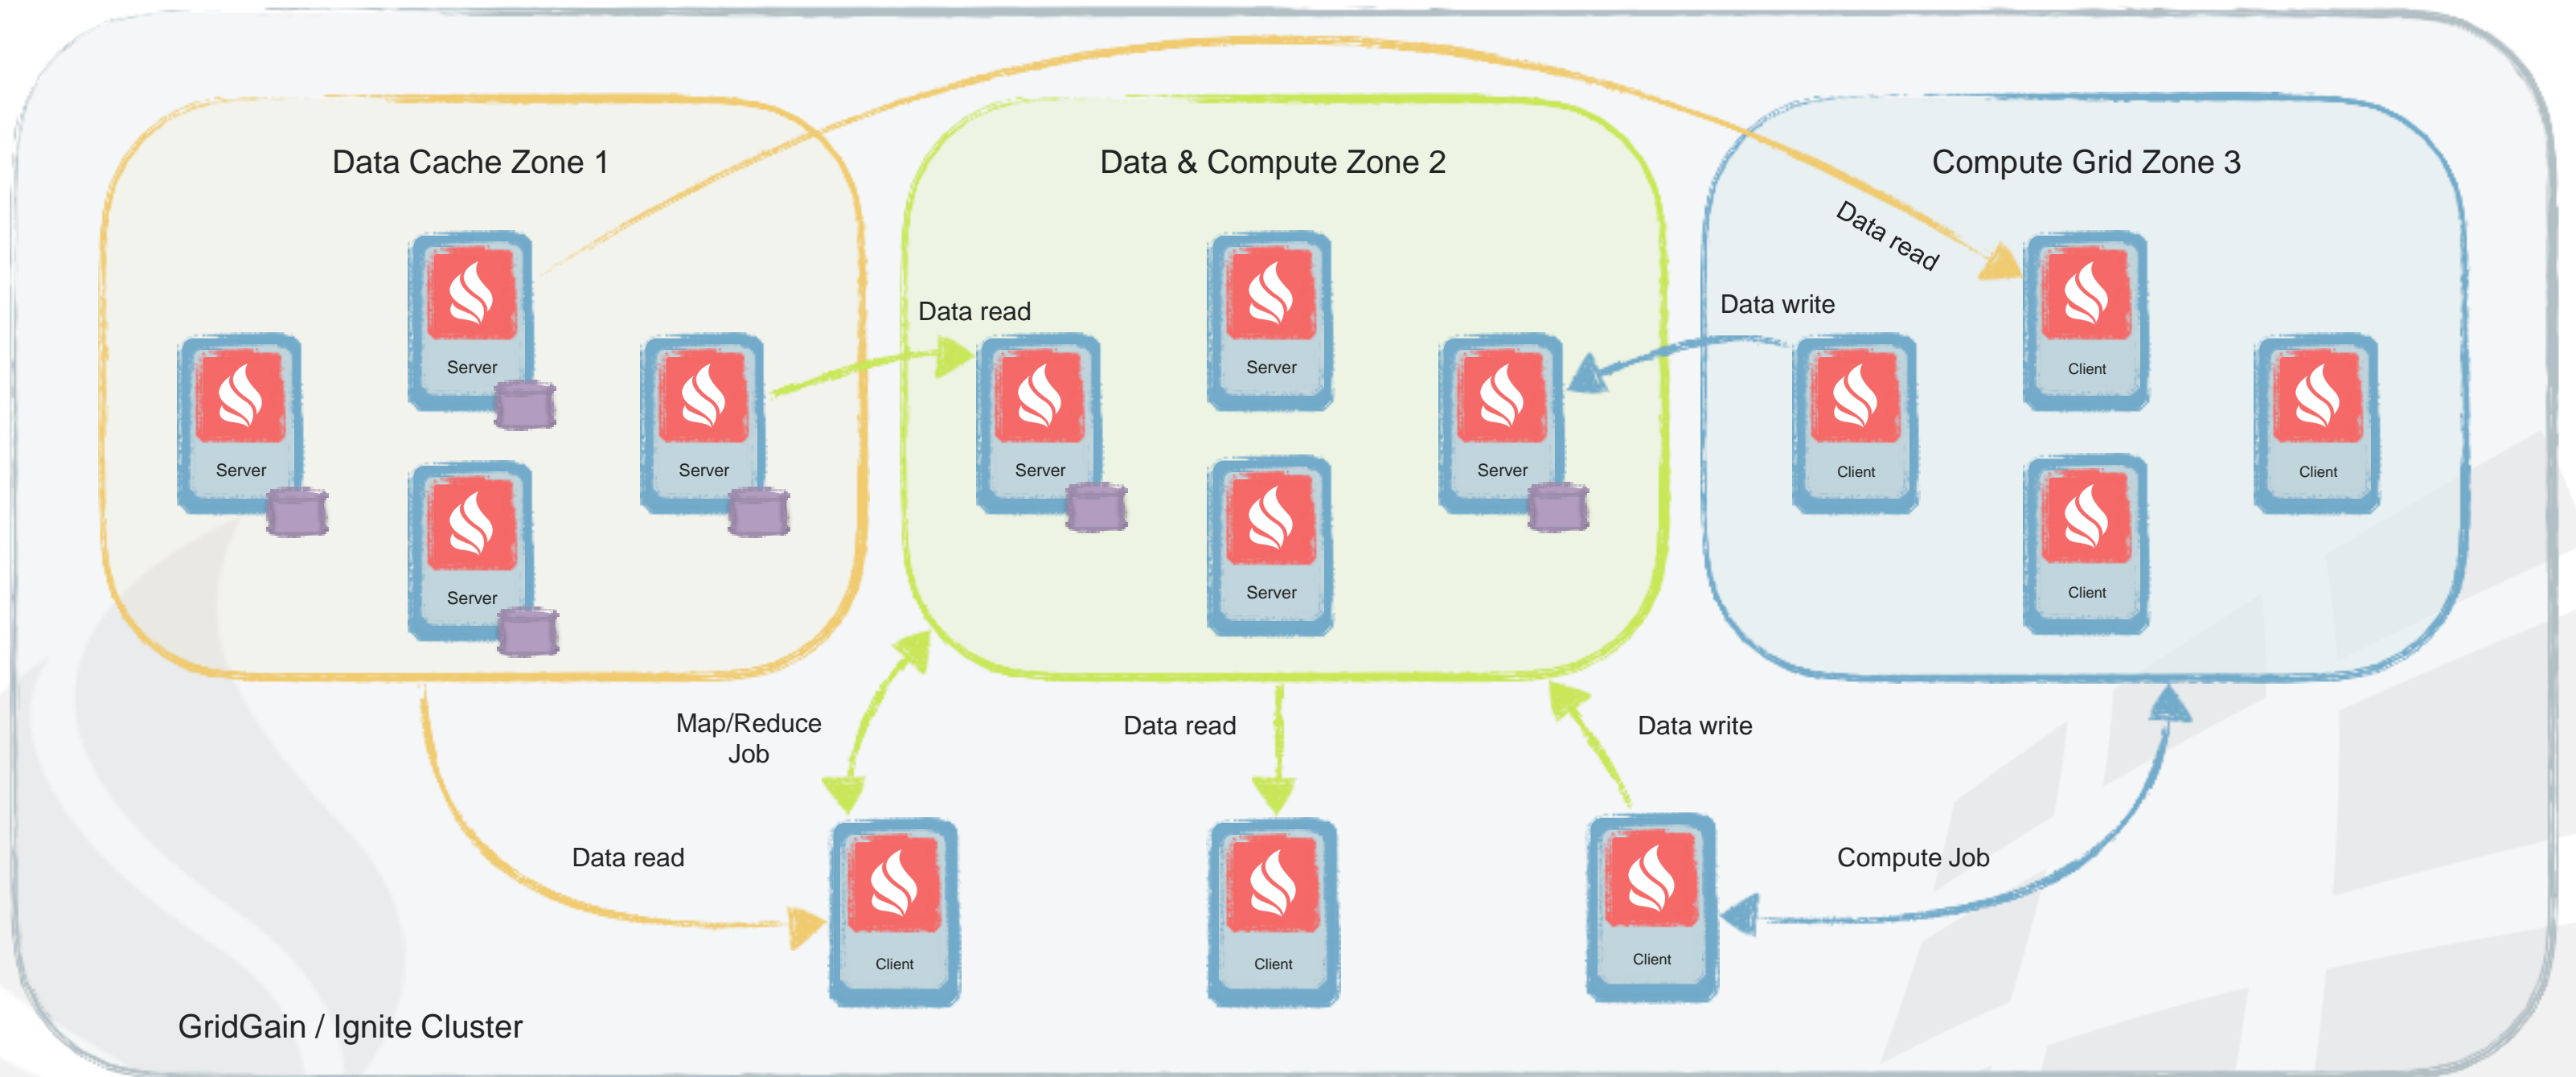 Data Cache Zone 1
Data & Compute Zone 2
Compute Grid Zone 3
Data read
Data read
Data write
Server
Server
Client
Server
Server
Server
Server
Client
Client
Server
Server
Client
Map/Reduce
Job
Data read
Data write
Data read
Compute Job
Client
Client
Client
GridGain / Ignite Cluster